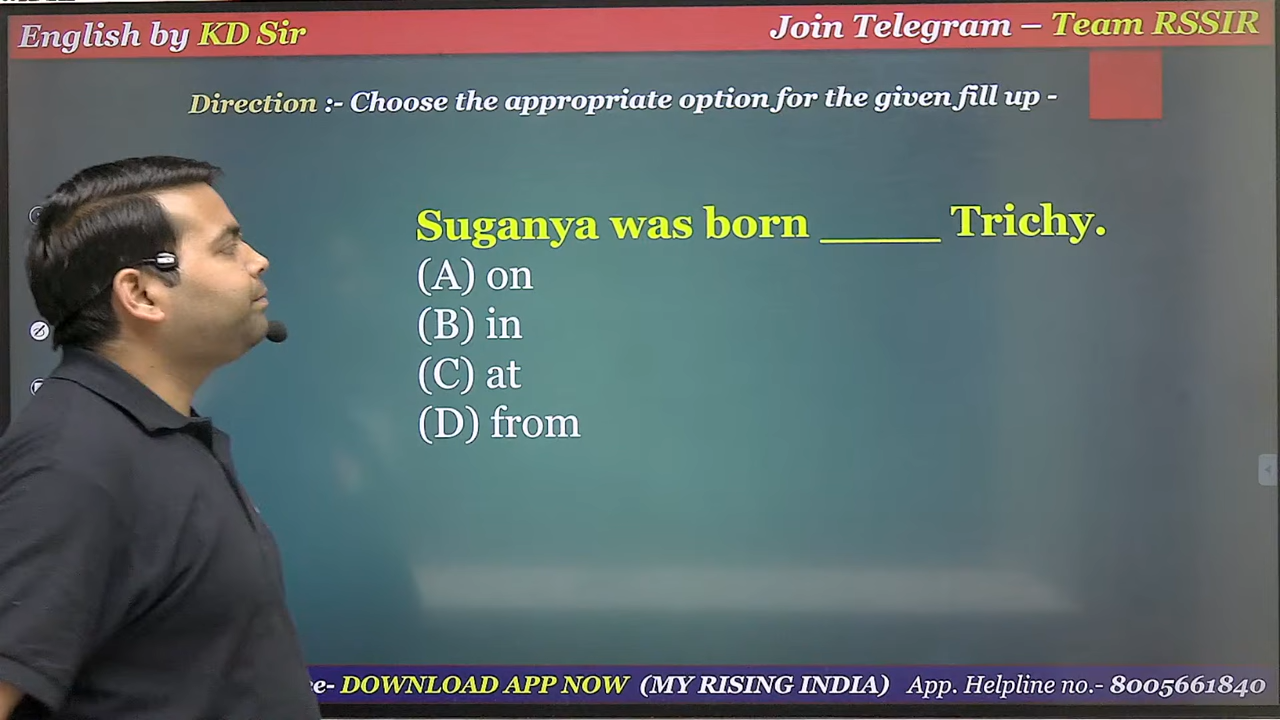 English by KD Sir
Join Telegram – Team RSSIR
Direction :- Choose the appropriate option for the given fill up -
Suganya was born _____ Trichy.
(A) on
(B) in
(C) at
(D) from
DOWNLOAD APP NOW (MY RISING INDIA) App. Helpline no.- 8005661840